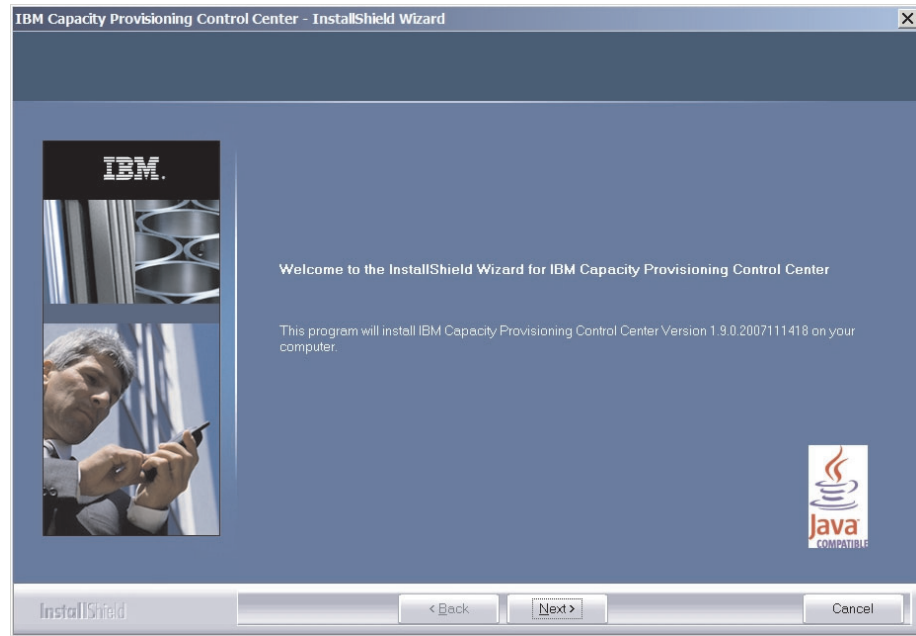 IBM Capacity Provisioning Control Center - InstallShield Wizard
IBM.
Welcome to the InstallShield Wizard for IBM Capacity Provisioning Control Center
This program will install IBM Capacity Provisioning Control Center Version 1.9.0.2007111418 on your
computer.
Java
COMPATIBLE
InstallShield
< Back
Next >
Cancel